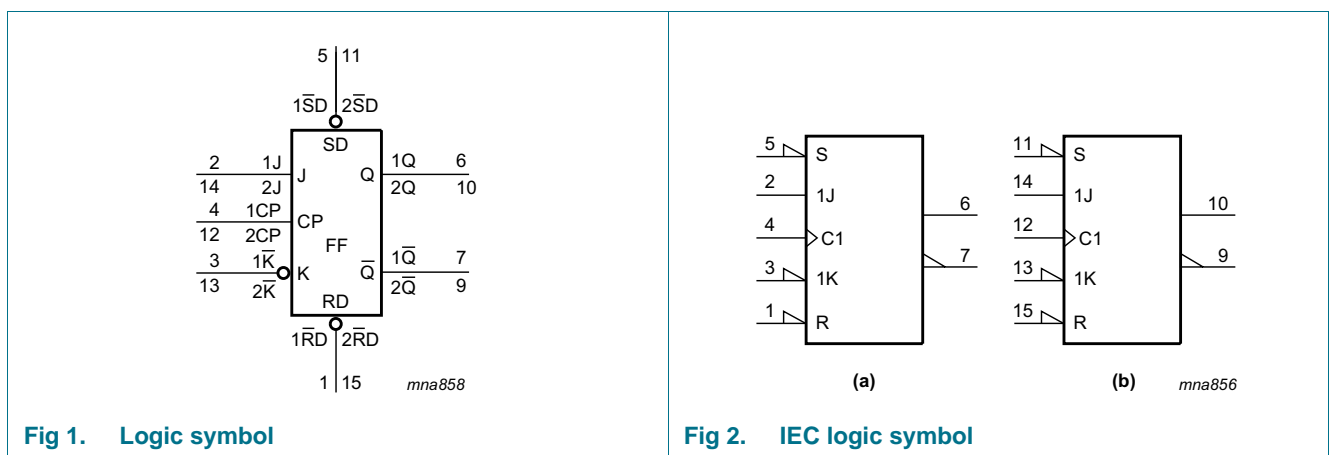 5 11
1S̅D 2S̅D
SD
2 1J J Q 1Q 6
14 2J 2Q 10
4 1CP CP
12 2CP
FF
3 1K̅ K Q̅ 1Q̅ 7
13 2K̅ 2Q̅ 9
RD
1R̅D 2R̅D
1 15 mna858
Fig 1. Logic symbol
5 S
2 1J
6
4 C1
7
3 1K
1 R
(a)
11 S
14 1J
10
12 C1
9
13 1K
15 R
(b) mna856
Fig 2. IEC logic symbol